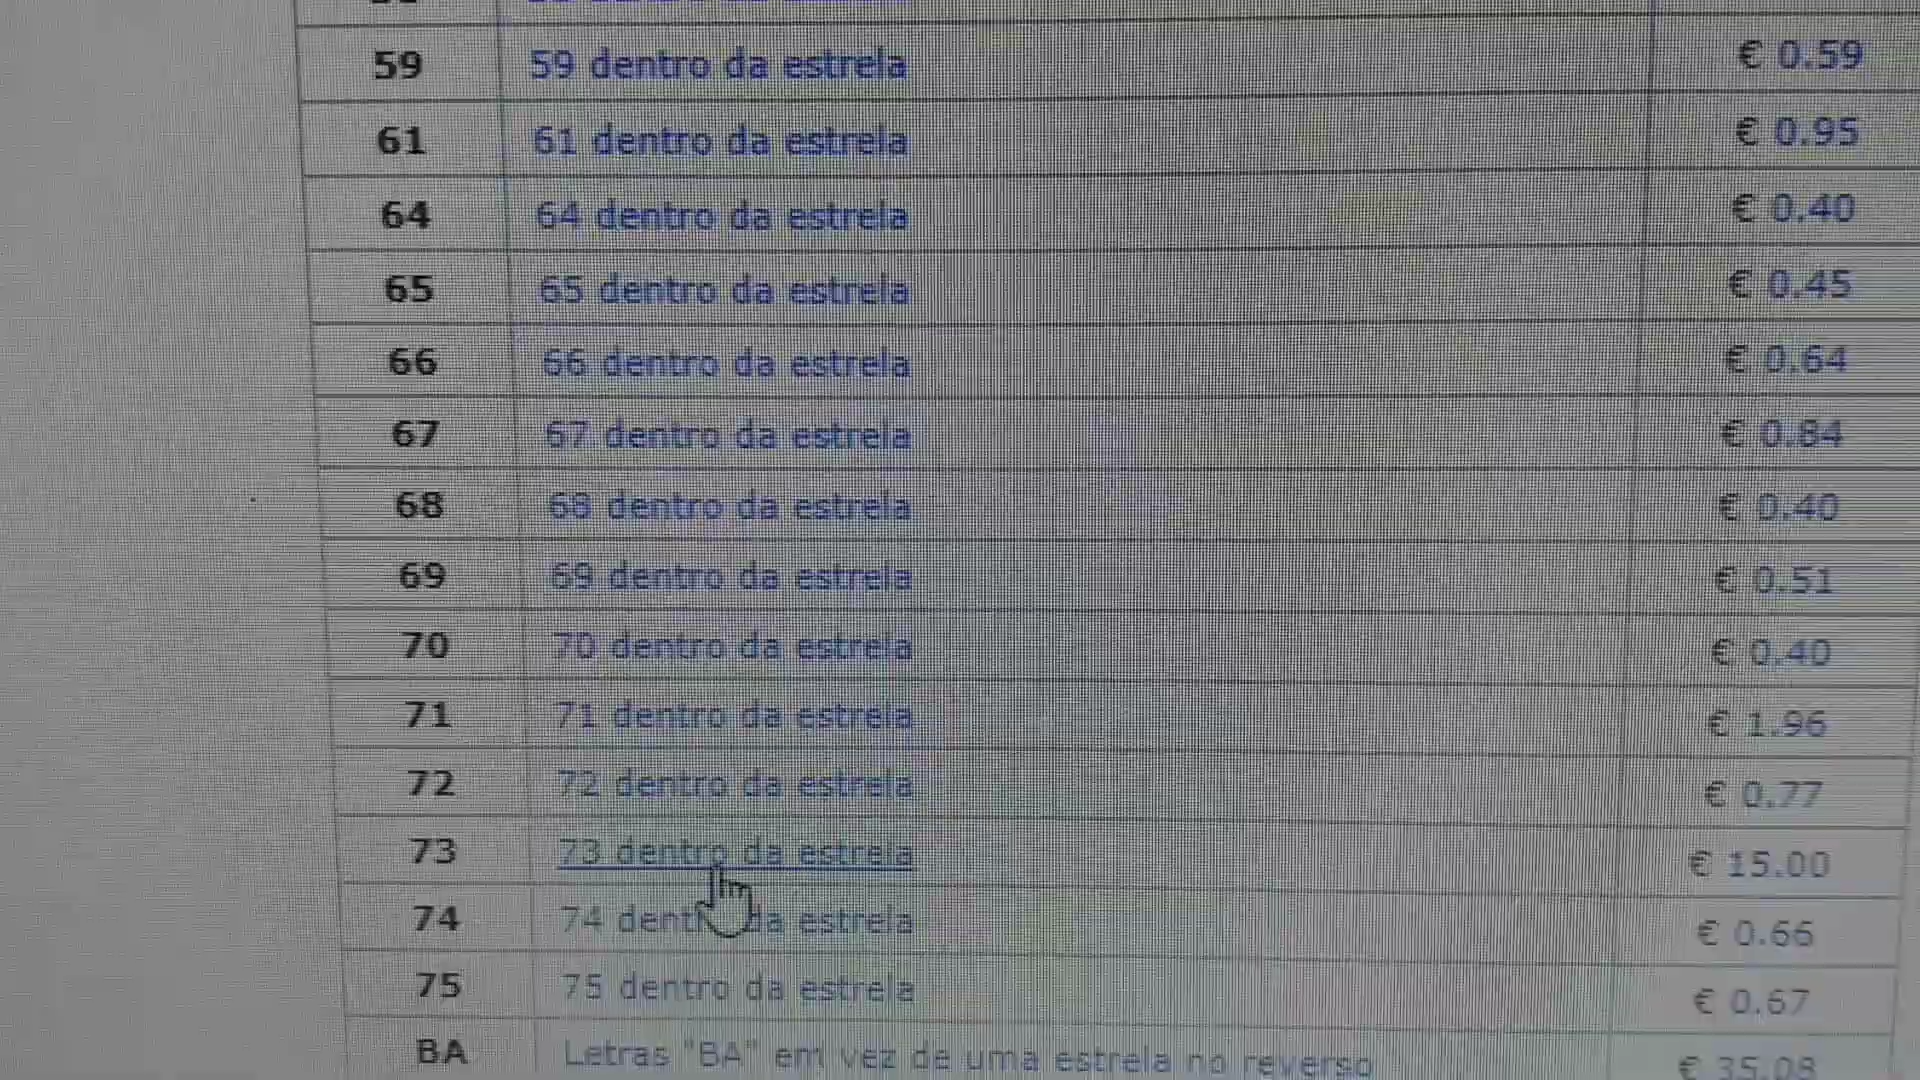 59 59 dentro da estrela € 0.59
61 61 dentro da estrela € 0.95
64 64 dentro da estrela € 0.40
65 65 dentro da estrela € 0.45
66 66 dentro da estrela € 0.64
67 67 dentro da estrela € 0.84
68 68 dentro da estrela € 0.40
69 69 dentro da estrela € 0.51
70 70 dentro da estrela € 0.40
71 71 dentro da estrela € 1.96
72 72 dentro da estrela € 0.77
73 73 dentro da estrela € 15.00
74 74 dentro da estrela € 0.66
75 75 dentro da estrela € 0.67
BA Letras "BA" em vez de uma estrela no reverso € 35.08